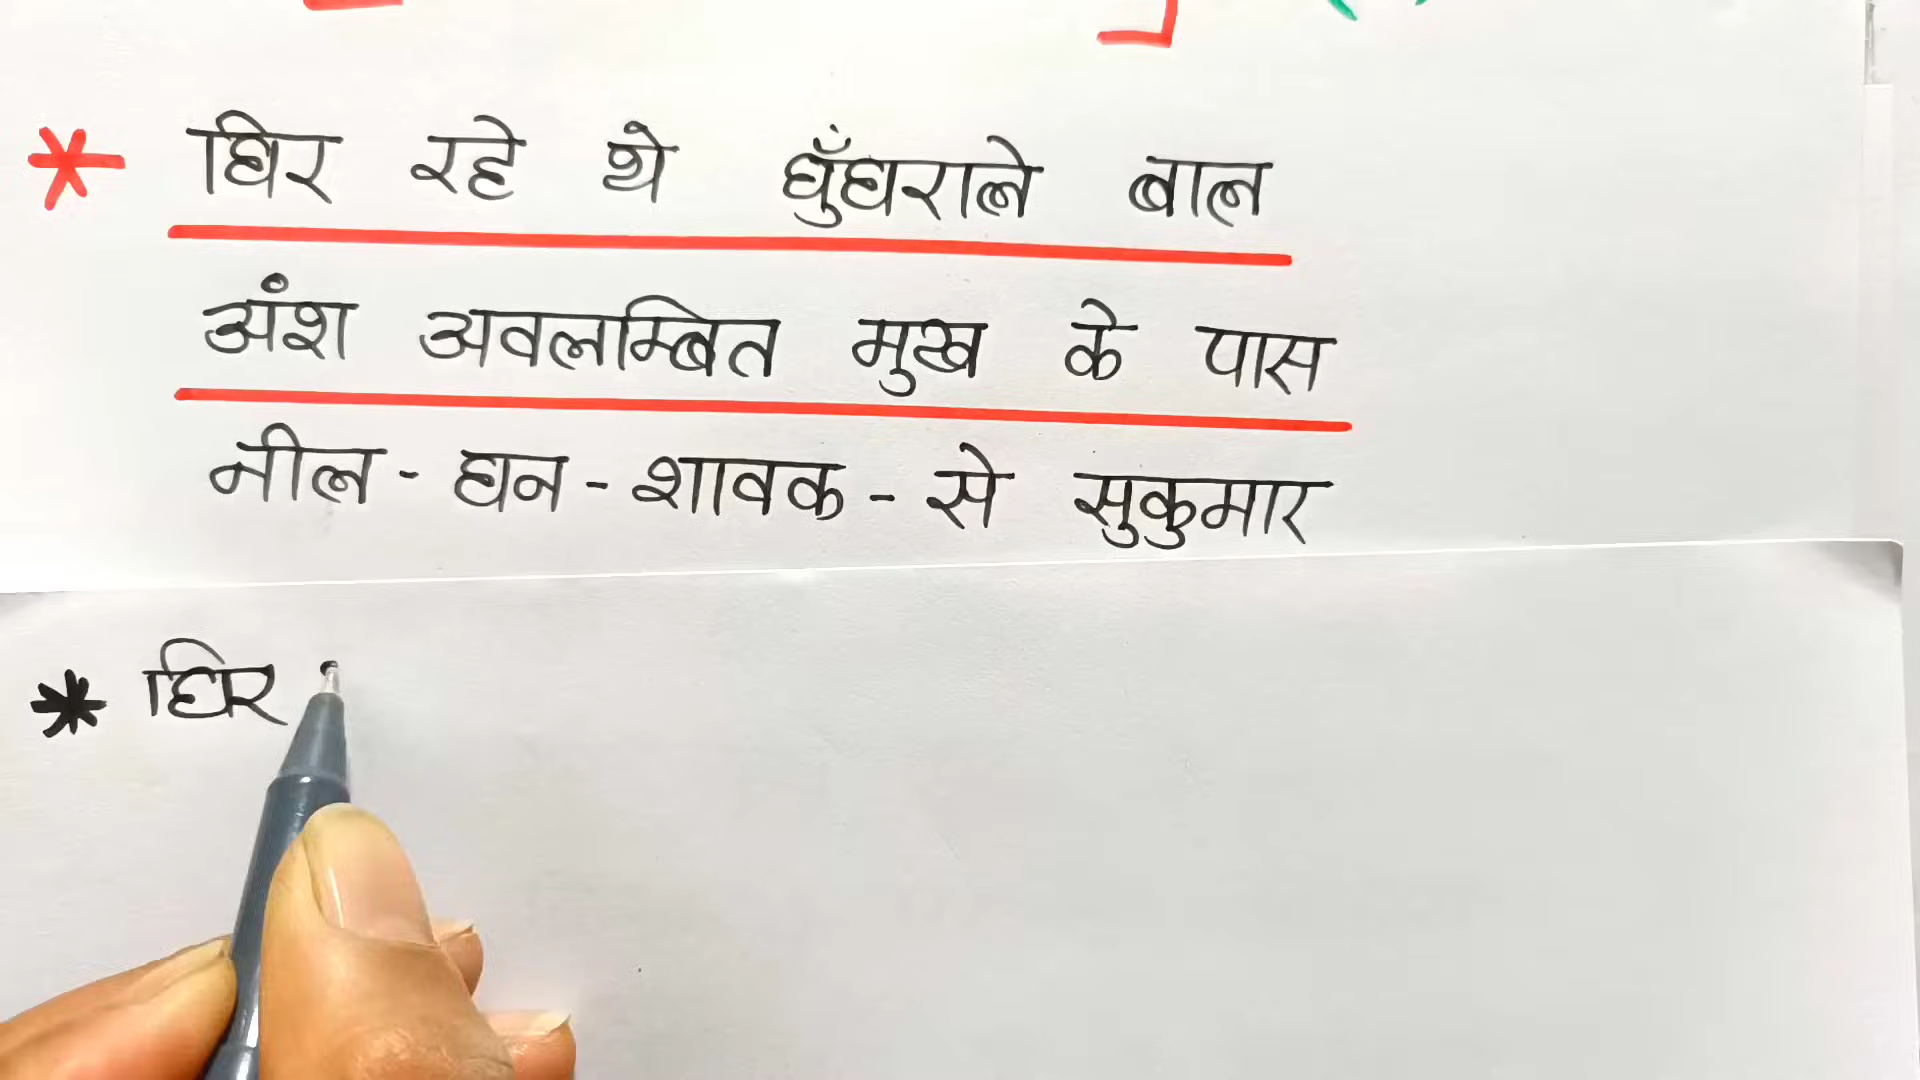 * घिर रहे थे घुँघराले बाल
अंश अवलम्बित मुख के पास
नील - घन - शावक - से सुकुमार
* घिर